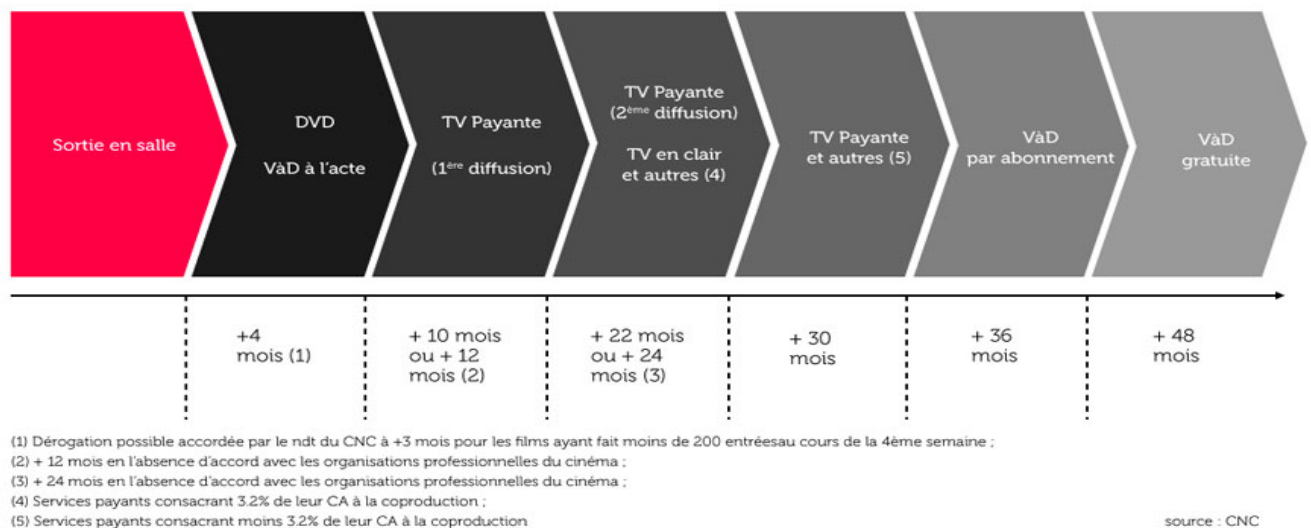 Sortie en salle
DVD
VàD à l'acte
TV Payante
(1ère diffusion)
TV Payante
(2ème diffusion)
TV en clair
et autres (4)
TV Payante
et autres (5)
VàD
par abonnement
VàD
gratuite
+4
mois (1)
+ 10 mois
ou + 12
mois (2)
+ 22 mois
ou + 24
mois (3)
+ 30
mois
+ 36
mois
+ 48
mois
(1) Dérogation possible accordée par le ndt du CNC à +3 mois pour les films ayant fait moins de 200 entréesau cours de la 4ème semaine ;
(2) + 12 mois en l'absence d'accord avec les organisations professionnelles du cinéma ;
(3) + 24 mois en l'absence d'accord avec les organisations professionnelles du cinéma ;
(4) Services payants consacrant 3.2% de leur CA à la coproduction ;
(5) Services payants consacrant moins 3.2% de leur CA à la coproduction
source : CNC